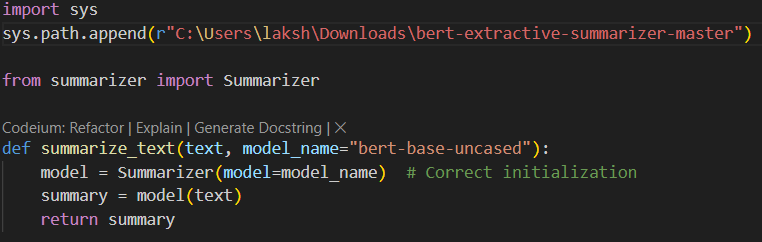 import sys
sys.path.append(r"C:\Users\laksh\Downloads\bert-extractive-summarizer-master")
from summarizer import Summarizer
Codeium: Refactor | Explain | Generate Docstring | ×
def summarize_text(text, model_name="bert-base-uncased"):
    model = Summarizer(model=model_name)  # Correct initialization
    summary = model(text)
    return summary